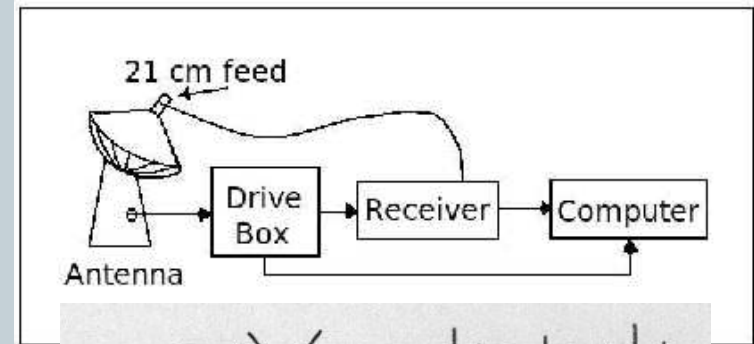 21 cm feed
Drive
Box
Receiver
Computer
Antenna